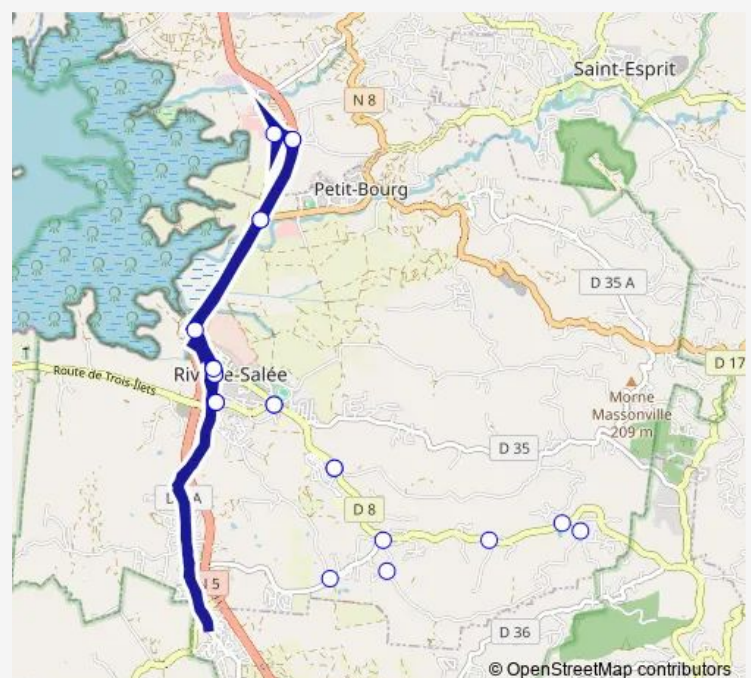 Saint-Esprit
N 8
Petit-Bourg
D 35 A
D 17
Route de Trois-Îlets
Morne
Massonville
209 m
D 35
D 8
N 5
D 36
© OpenStreetMap contributors